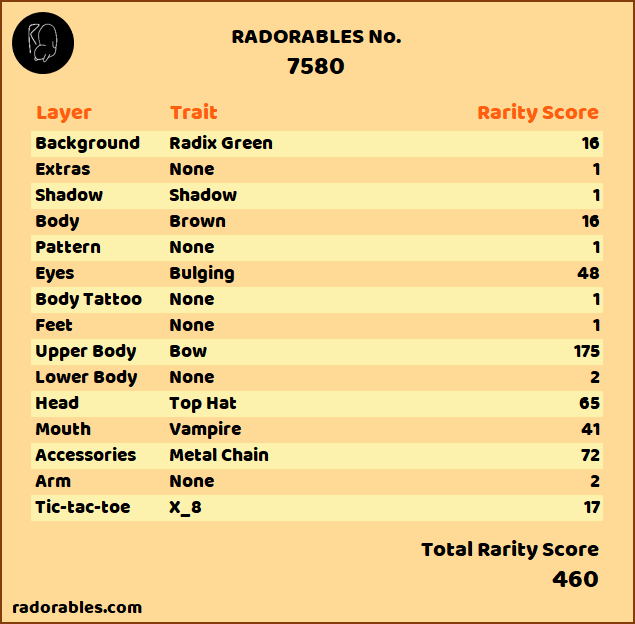 RADORABLES No.
7580
Layer Trait Rarity Score
Background Radix Green 16
Extras None 1
Shadow Shadow 1
Body Brown 16
Pattern None 1
Eyes Bulging 48
Body Tattoo None 1
Feet None 1
Upper Body Bow 175
Lower Body None 2
Head Top Hat 65
Mouth Vampire 41
Accessories Metal Chain 72
Arm None 2
Tic-tac-toe X_8 17
Total Rarity Score
460
radorables.com